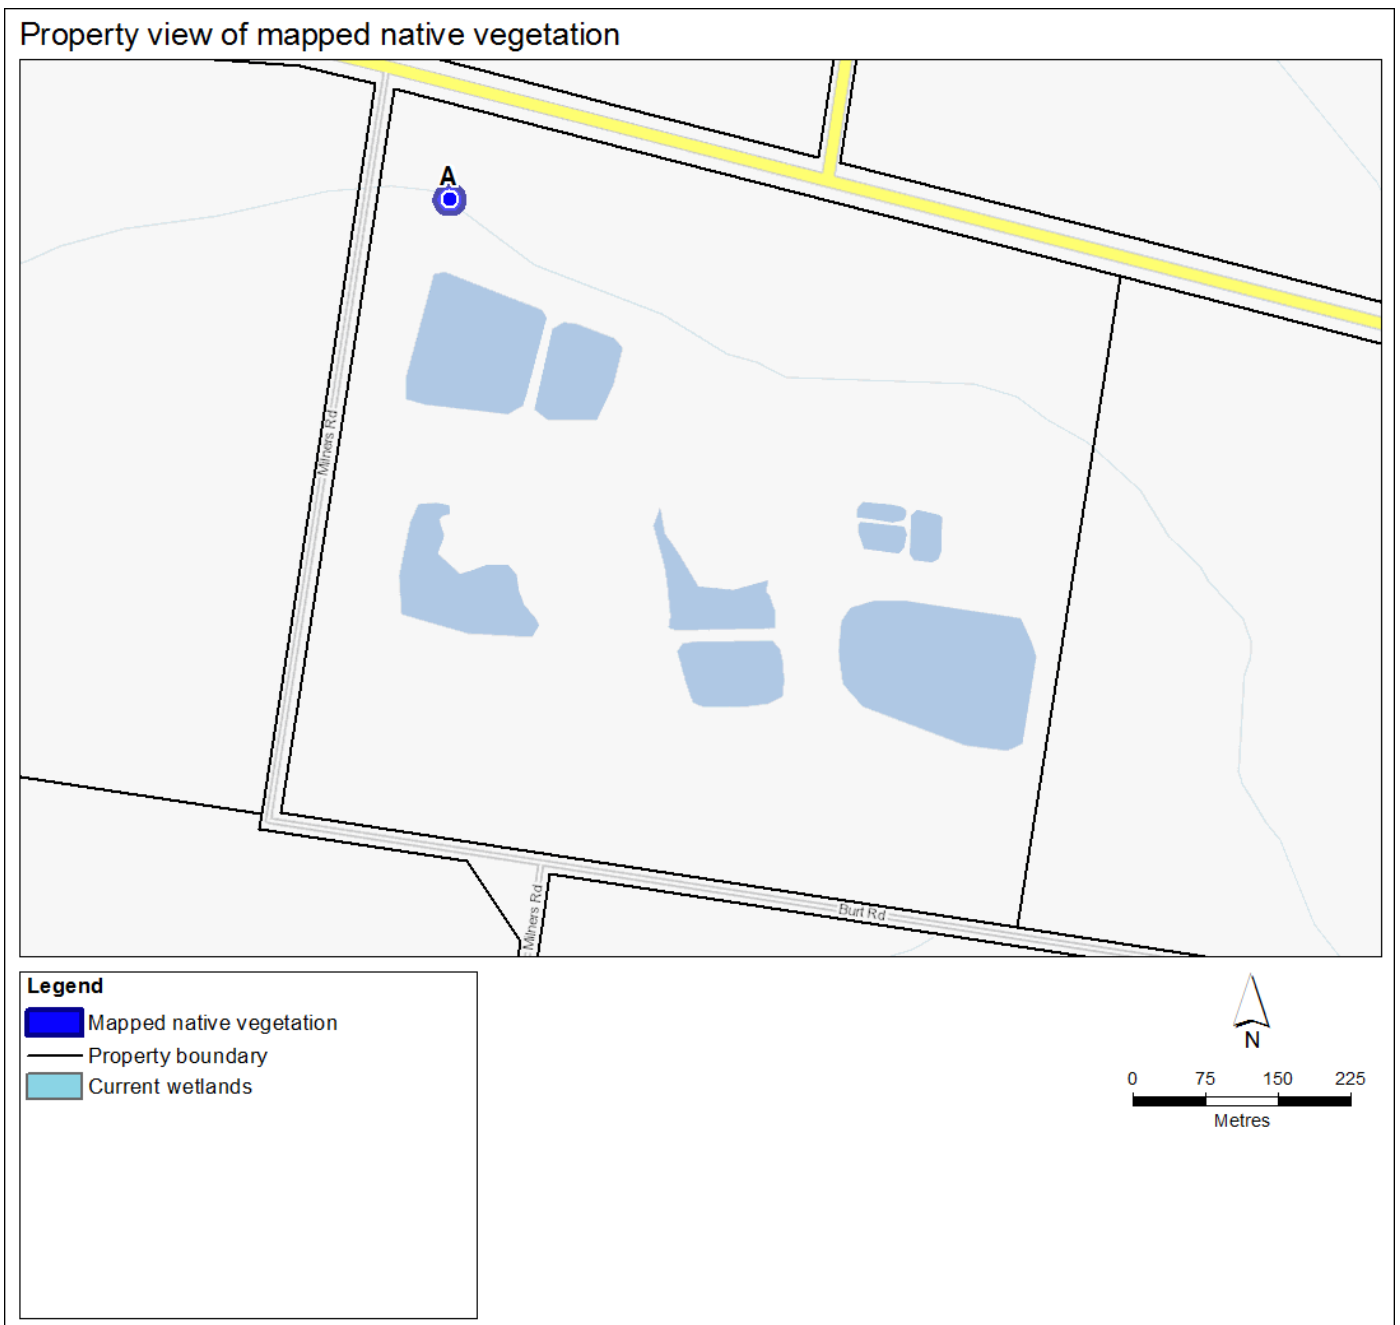 Property view of mapped native vegetation
A
Milners Rd
Milners Rd
Burt Rd
Legend
Mapped native vegetation
Property boundary
Current wetlands
N
0 75 150 225
Metres